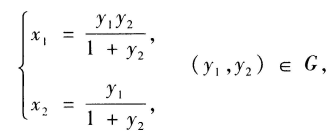 x₁ = y₁y₂ / (1 + y₂),
(y₁, y₂) ∈ G,
x₂ = y₁ / (1 + y₂),